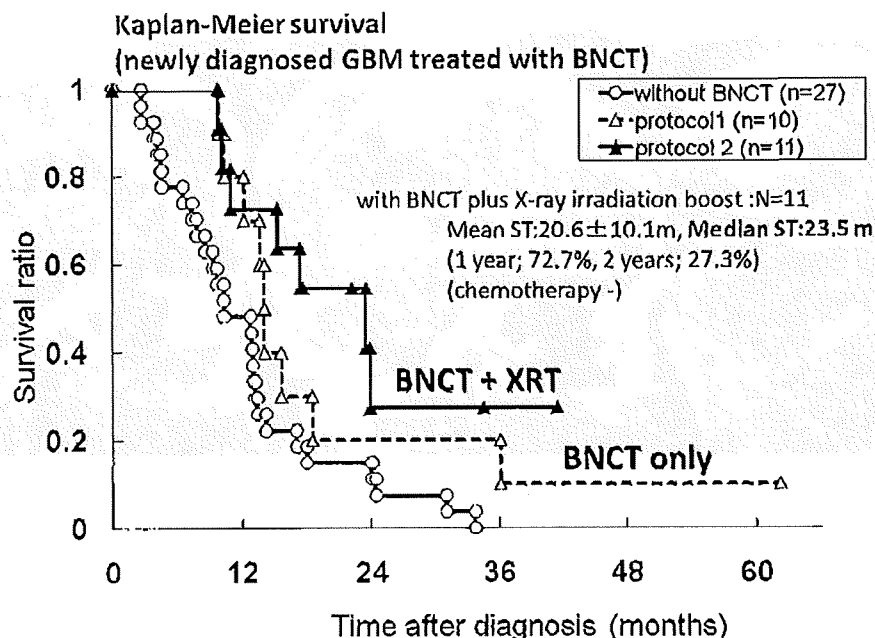 Kaplan-Meier survival
(newly diagnosed GBM treated with BNCT)
without BNCT (n=27)
protocol1 (n=10)
protocol 2 (n=11)
with BNCT plus X-ray irradiation boost :N=11
Mean ST:20.6±10.1m, Median ST:23.5 m
(1 year; 72.7%, 2 years; 27.3%)
(chemotherapy -)
BNCT + XRT
BNCT only
Survival ratio
1
0.8
0.6
0.4
0.2
0
0 12 24 36 48 60
Time after diagnosis (months)